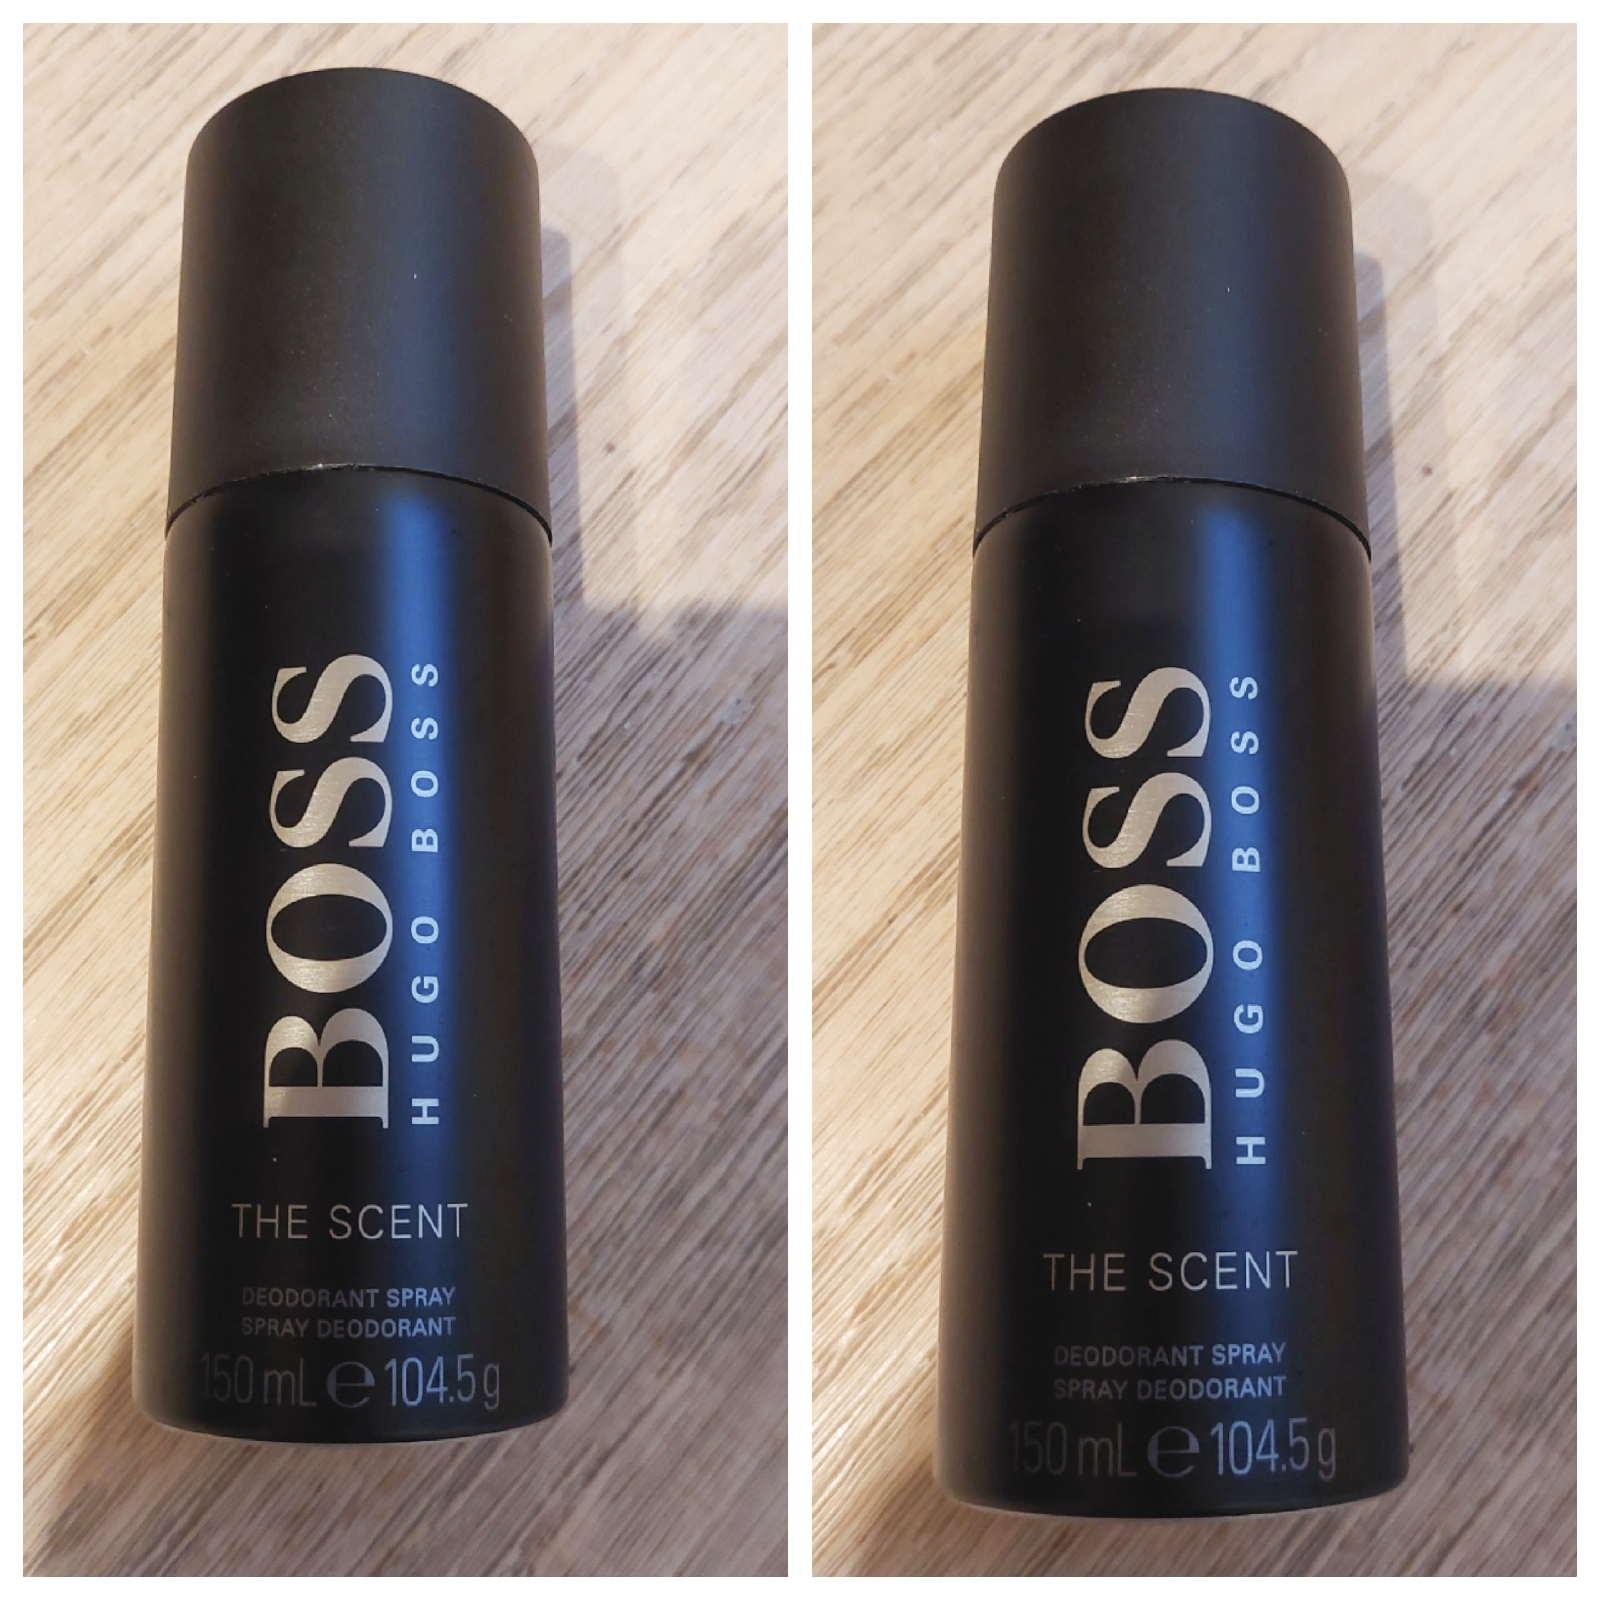 BOSS
HUGO BOSS
THE SCENT
DEODORANT SPRAY
SPRAY DEODORANT
150 mL e 104.5 g
BOSS
HUGO BOSS
THE SCENT
DEODORANT SPRAY
SPRAY DEODORANT
150 mL e 104.5 g